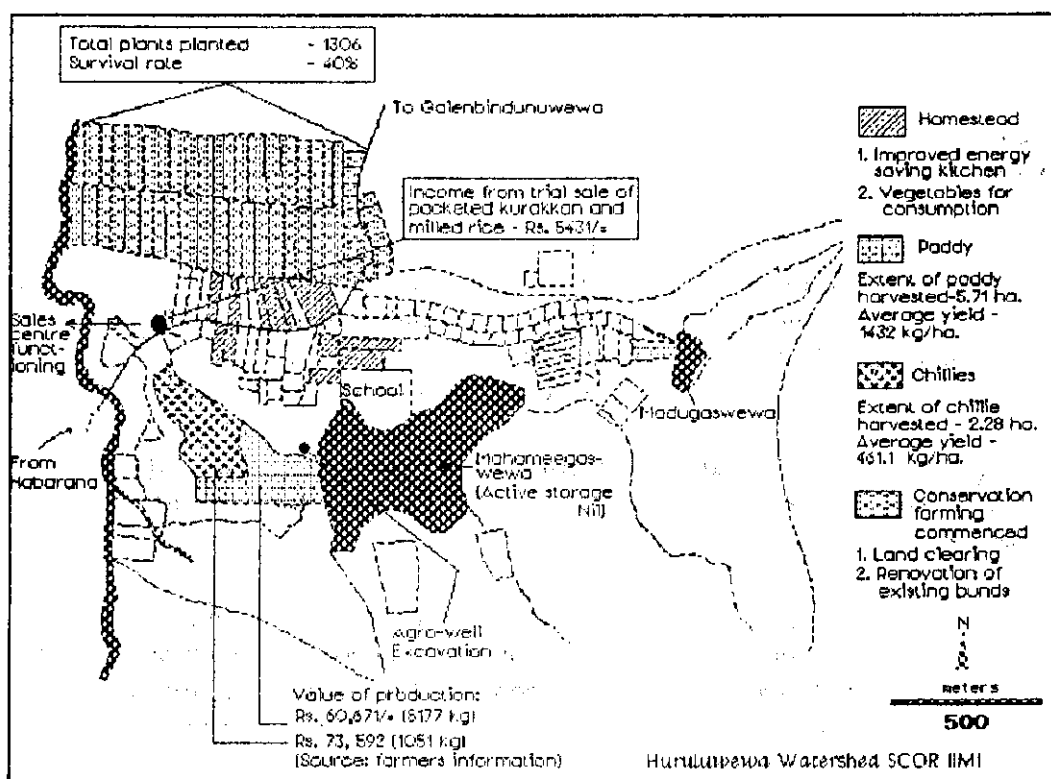 Total plants planted - 1306
Survival rate - 40%
To Galenbindunuwewa
Income from trial sale of
packeted kurakkan and
milled rice - Rs. 5431/=
Sales
centre
funct-
ioning
From
Habarana
School
Madugaswewa
Mahameegas-
wewa
(Active storage
Nil)
Agro-well
Excavation
Value of production:
Rs. 60,671/= (8177 kg)
Rs. 73, 592 (1051 kg)
(Source: farmers information)
Homestead
1. Improved energy
saving kitchen
2. Vegetables for
consumption
Paddy
Extent of paddy
harvested-5.71 ha.
Average yield -
1432 kg/ha.
Chillies
Extent of chillie
harvested - 2.28 ha.
Average yield -
461.1 kg/ha.
Conservation
farming
commenced
1. Land clearing
2. Renovation of
existing bunds
N
meters
500
Huruluwewa Watershed SCOR IIMI